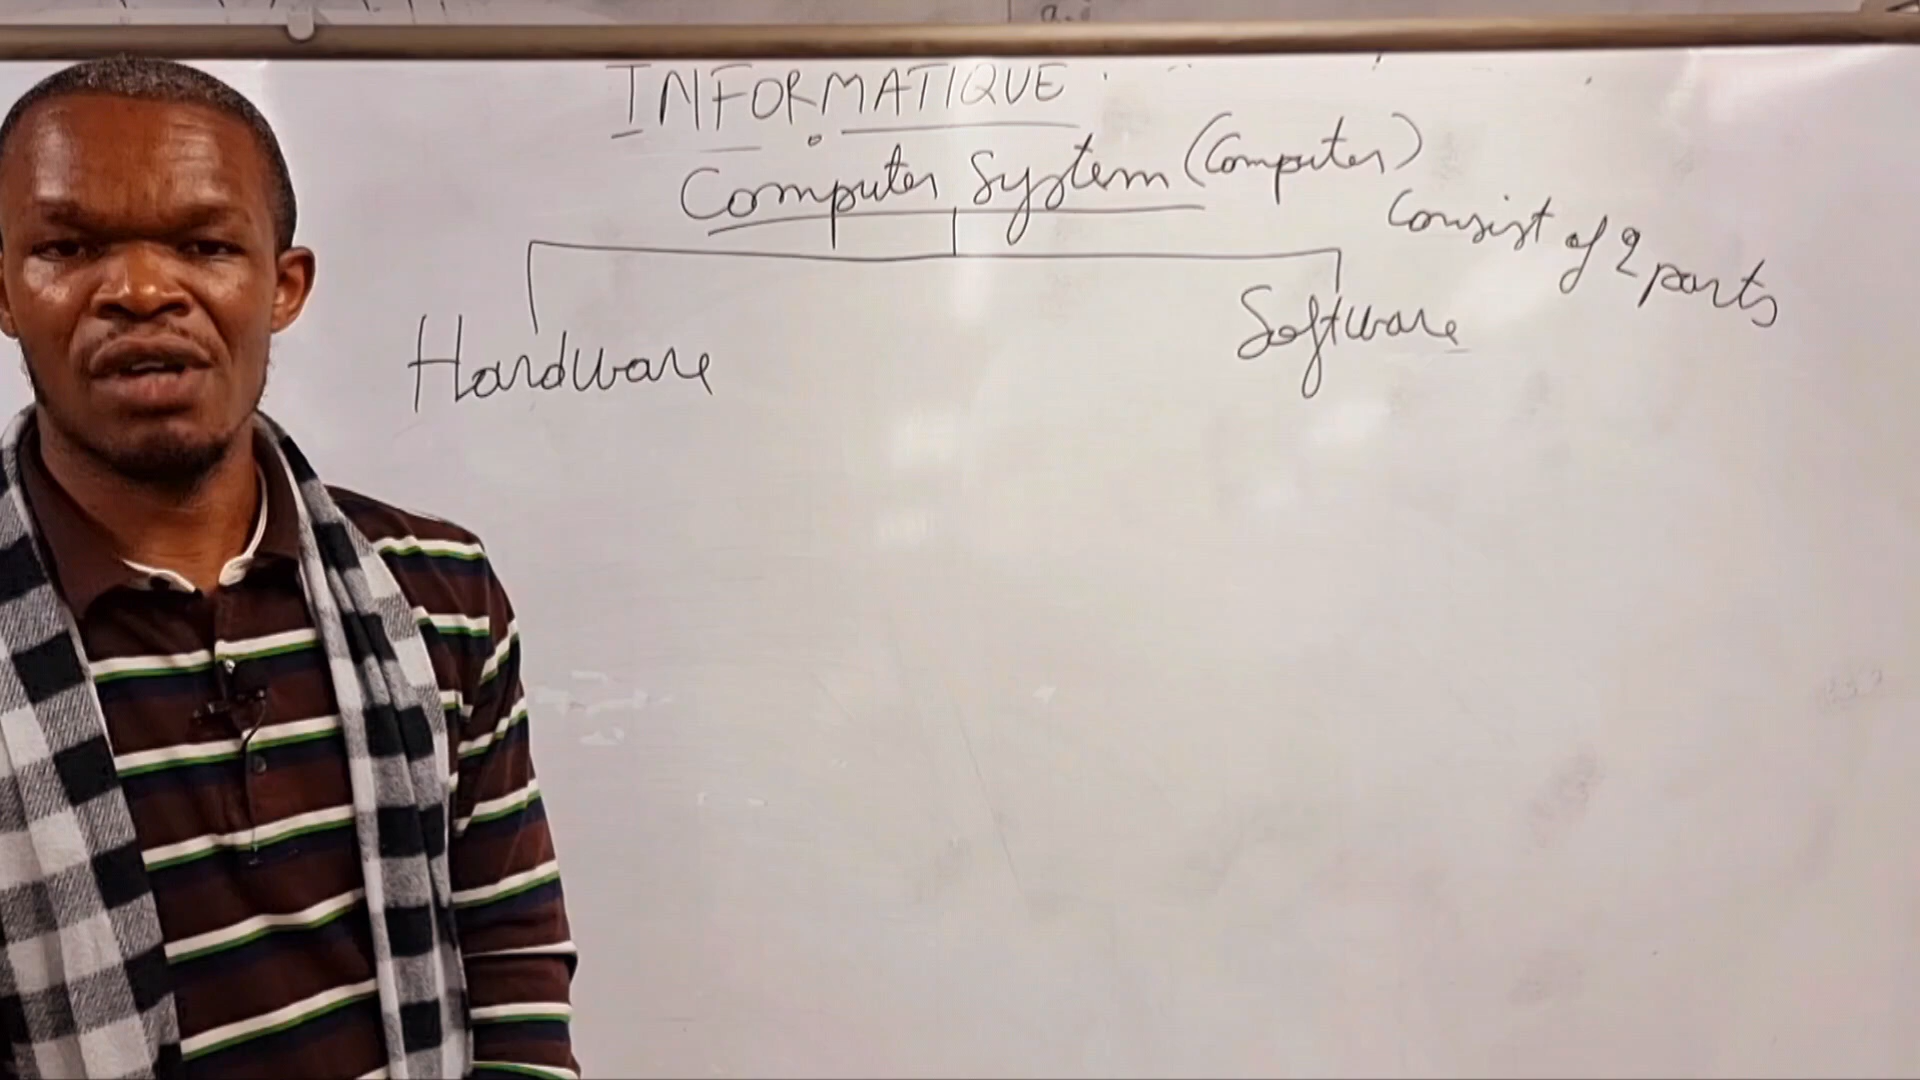 INFORMATIQUE
Computer System (Computer)
Consist of 2 parts
Hardware
Software